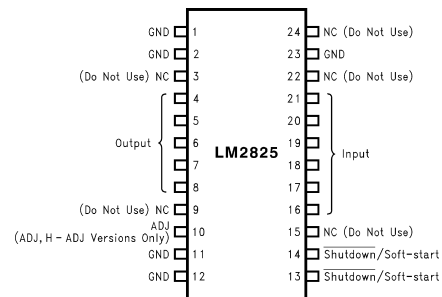 GND 1
GND 2
(Do Not Use) NC 3
4
5
Output 6
7
8
(Do Not Use) NC 9
ADJ 10
(ADJ, H - ADJ Versions Only)
GND 11
GND 12
LM2825
24 NC (Do Not Use)
23 GND
22 NC (Do Not Use)
21
20
19
Input
18
17
16
15 NC (Do Not Use)
14 Shutdown/Soft-start
13 Shutdown/Soft-start